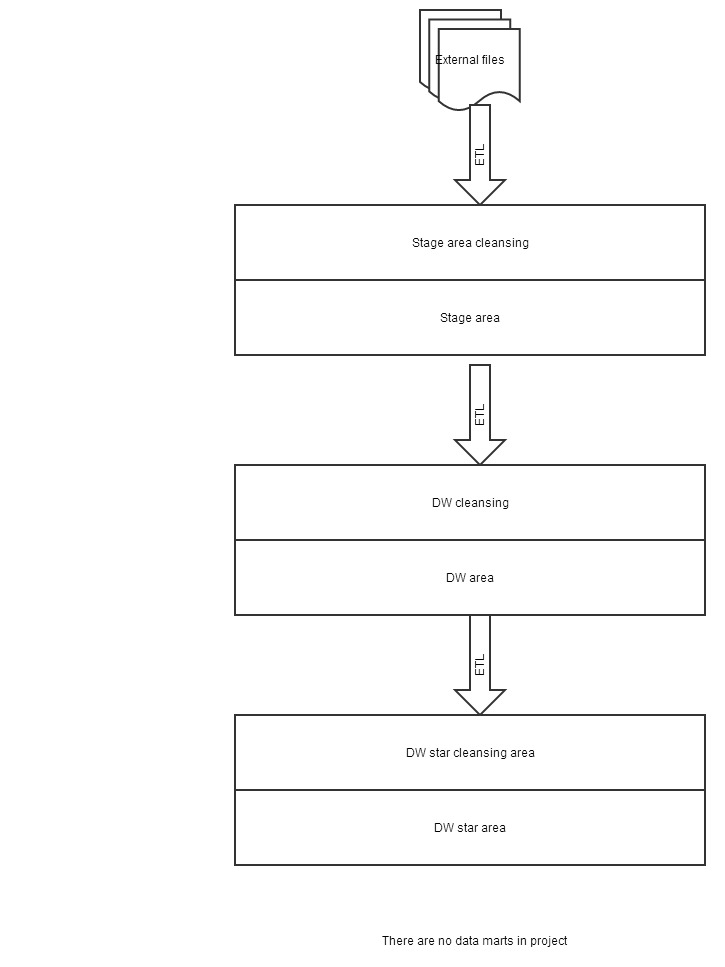 External files
ETL
Stage area cleansing
Stage area
ETL
DW cleansing
DW area
ETL
DW star cleansing area
DW star area
There are no data marts in project